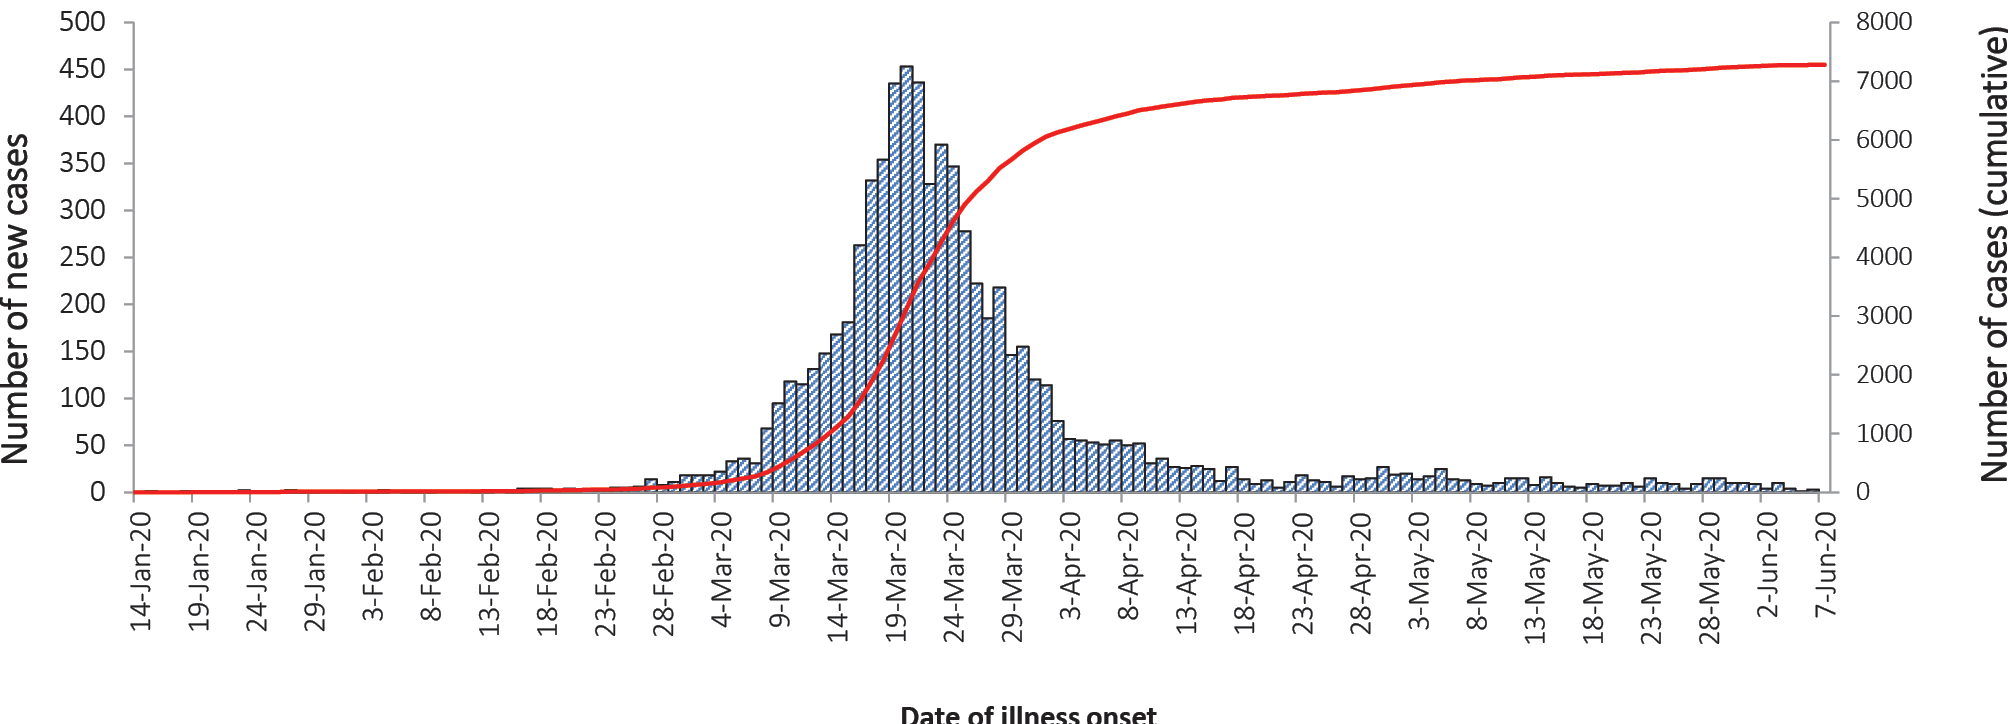 Number of new cases
500
450
400
350
300
250
200
150
100
50
0
8000
7000
6000
5000
4000
3000
2000
1000
0
Number of cases (cumulative)
14-Jan-20
19-Jan-20
24-Jan-20
29-Jan-20
3-Feb-20
8-Feb-20
13-Feb-20
18-Feb-20
23-Feb-20
28-Feb-20
4-Mar-20
9-Mar-20
14-Mar-20
19-Mar-20
24-Mar-20
29-Mar-20
3-Apr-20
8-Apr-20
13-Apr-20
18-Apr-20
23-Apr-20
28-Apr-20
3-May-20
8-May-20
13-May-20
18-May-20
23-May-20
28-May-20
2-Jun-20
7-Jun-20
Date of illness onset